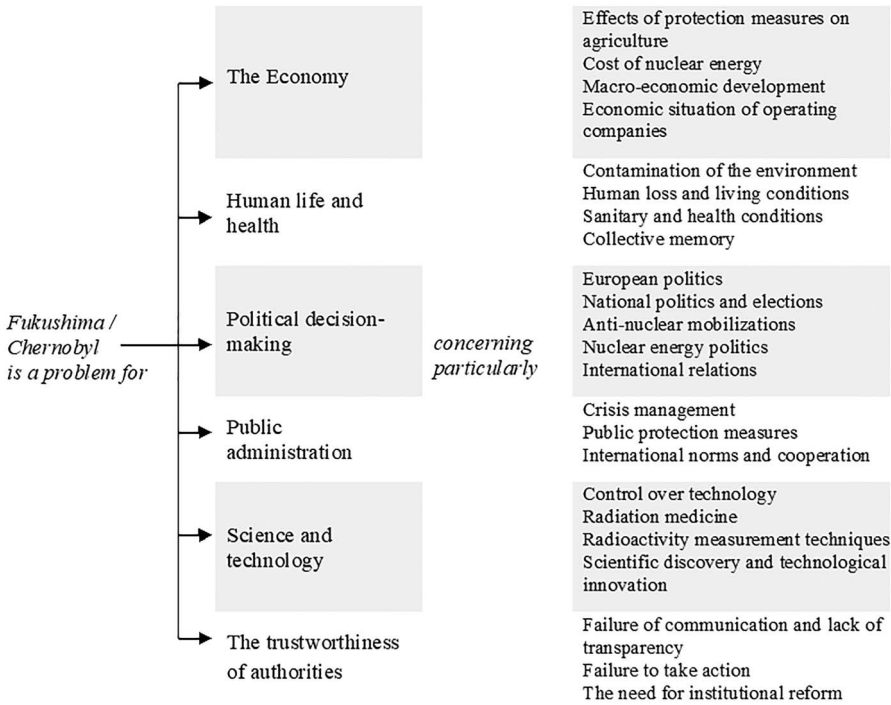 Fukushima /
Chernobyl
is a problem for
The Economy
Human life and
health
Political decision-
making
Public
administration
Science and
technology
The trustworthiness
of authorities
concerning
particularly
Effects of protection measures on
agriculture
Cost of nuclear energy
Macro-economic development
Economic situation of operating
companies
Contamination of the environment
Human loss and living conditions
Sanitary and health conditions
Collective memory
European politics
National politics and elections
Anti-nuclear mobilizations
Nuclear energy politics
International relations
Crisis management
Public protection measures
International norms and cooperation
Control over technology
Radiation medicine
Radioactivity measurement techniques
Scientific discovery and technological
innovation
Failure of communication and lack of
transparency
Failure to take action
The need for institutional reform